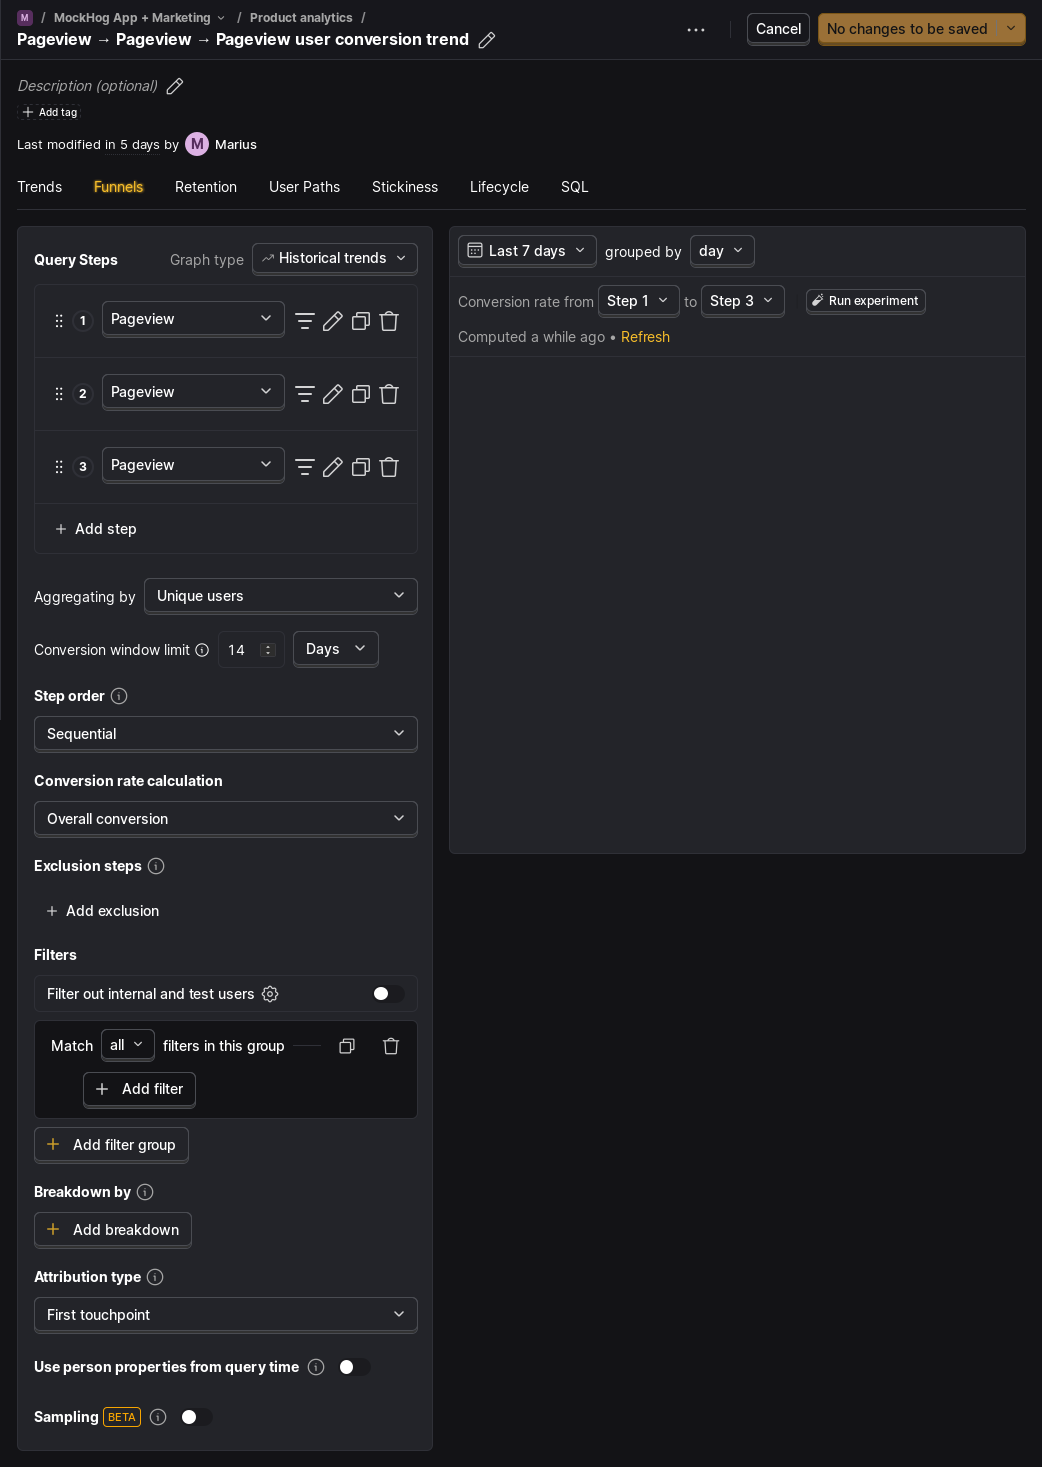 M / MockHog App + Marketing / Product analytics /
Pageview → Pageview → Pageview user conversion trend
Cancel
No changes to be saved
Description (optional)
Add tag
Last modified in 5 days by M Marius
Trends Funnels Retention User Paths Stickiness Lifecycle SQL
Query Steps Graph type Historical trends
1 Pageview
2 Pageview
3 Pageview
Add step
Aggregating by Unique users
Conversion window limit 14 Days
Step order
Sequential
Conversion rate calculation
Overall conversion
Exclusion steps
Add exclusion
Filters
Filter out internal and test users
Match all filters in this group
Add filter
Add filter group
Breakdown by
Add breakdown
Attribution type
First touchpoint
Use person properties from query time
Sampling BETA
Last 7 days grouped by day
Conversion rate from Step 1 to Step 3 Run experiment
Computed a while ago • Refresh